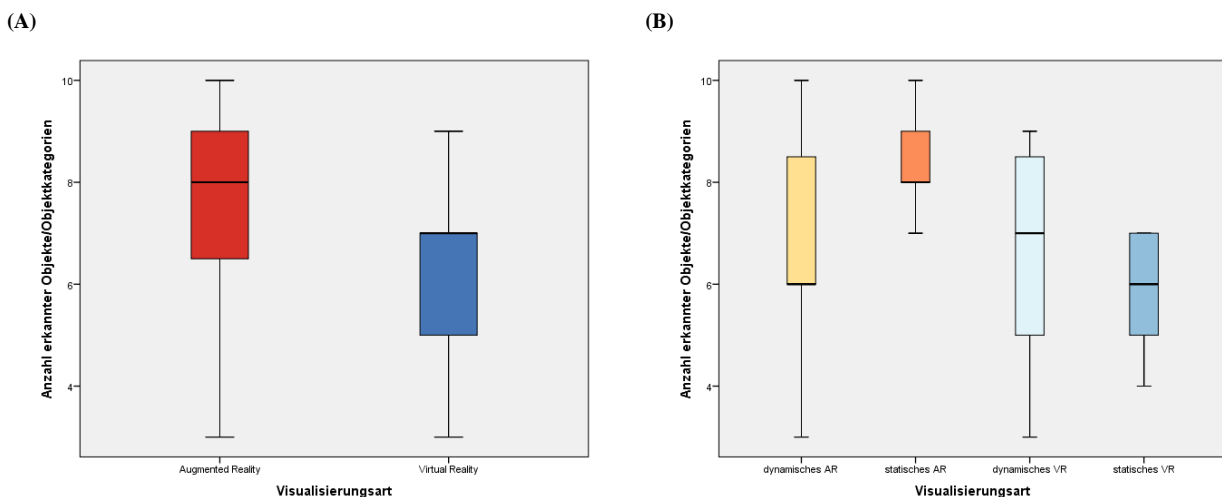 (A)
Anzahl erkannter Objekte/Objektkategorien
10
8
6
4
Augmented Reality
Virtual Reality
Visualisierungsart
(B)
Anzahl erkannter Objekte/Objektkategorien
10
8
6
4
dynamisches AR
statisches AR
dynamisches VR
statisches VR
Visualisierungsart